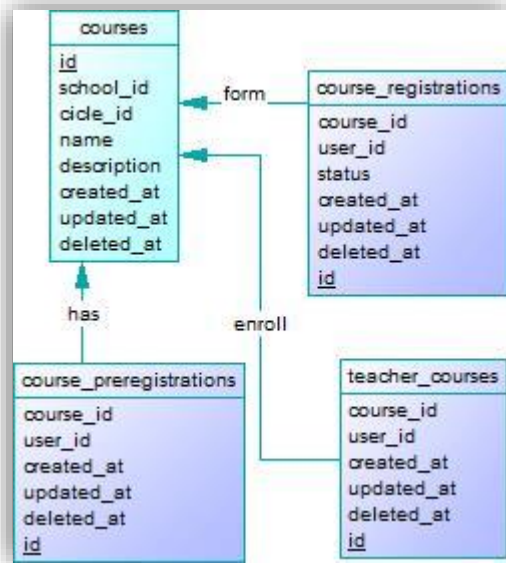 courses
id
school_id
cicle_id
name
description
created_at
updated_at
deleted_at
form
course_registrations
course_id
user_id
status
created_at
updated_at
deleted_at
id
has
enroll
course_preregistrations
course_id
user_id
created_at
updated_at
deleted_at
id
teacher_courses
course_id
user_id
created_at
updated_at
deleted_at
id